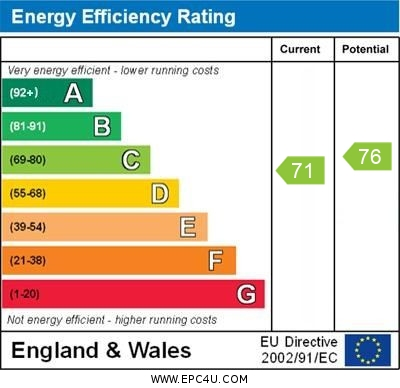 Energy Efficiency Rating
Current
Potential
Very energy efficient - lower running costs
(92+) A
(81-91) B
(69-80) C
(55-68) D
(39-54) E
(21-38) F
(1-20) G
71
76
Not energy efficient - higher running costs
England & Wales
EU Directive
2002/91/EC
WWW.EPC4U.COM